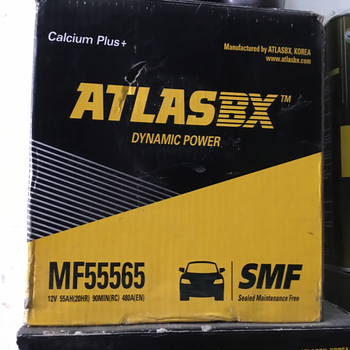 Calcium Plus+
Manufactured by ATLASBX, KOREA
www.atlasbx.com
ATLASBX™
DYNAMIC POWER
MF55565
12V 55AH(20HR) 90MIN(RC) 480A(EN)
SMF
Sealed Maintenance Free